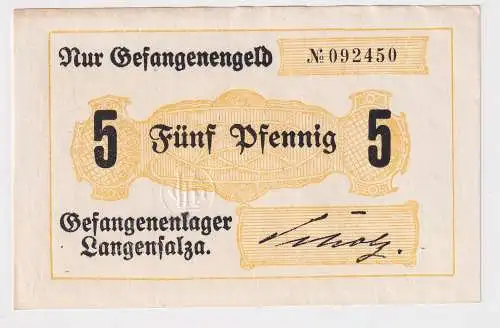 Nur Gefangenengeld
№ 092450
5 Fünf Pfennig 5
Gefangenenlager
Langensalza.